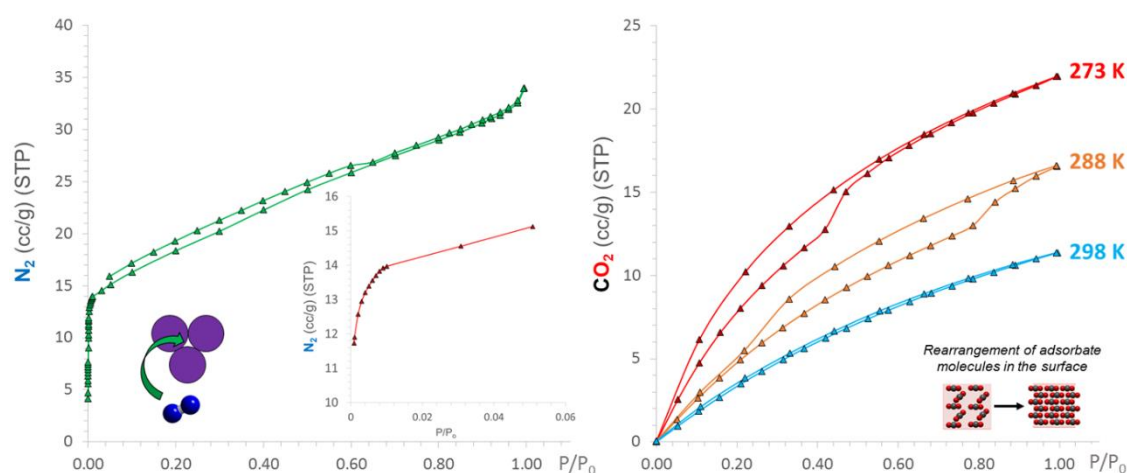 N₂ (cc/g) (STP)
40
35
30
25
20
15
10
5
0
0.00 0.20 0.40 0.60 0.80 1.00 P/P₀
N₂ (cc/g) (STP)
16
15
14
13
12
11
10
0 0.02 0.04 0.06
P/P₀
CO₂ (cc/g) (STP)
25
20
15
10
5
0
0.00 0.20 0.40 0.60 0.80 1.00 P/P₀
273 K
288 K
298 K
Rearrangement of adsorbate
molecules in the surface